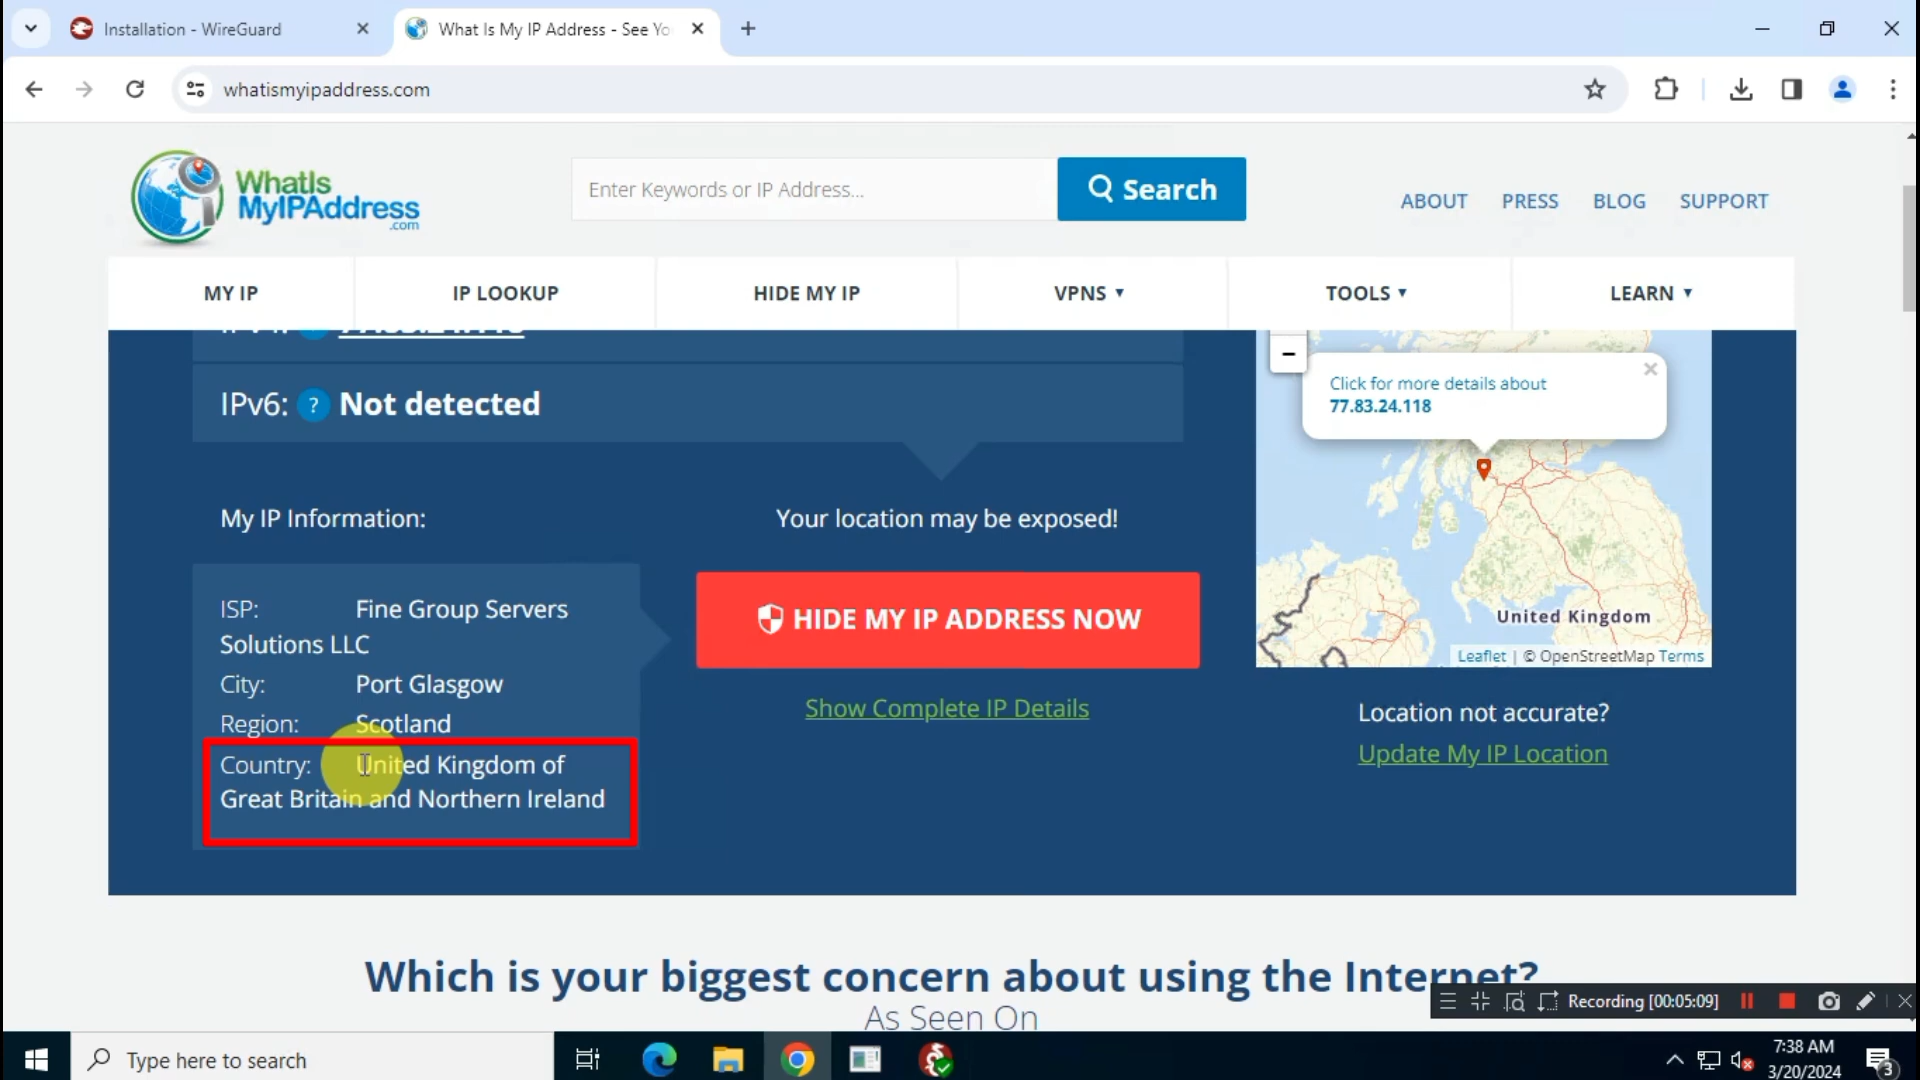 Installation - WireGuard
What Is My IP Address - See Yo
whatismyipaddress.com
WhatIs
MyIPAddress
.com
Enter Keywords or IP Address...
Search
ABOUT
PRESS
BLOG
SUPPORT
MY IP
IP LOOKUP
HIDE MY IP
VPNS ▼
TOOLS ▼
LEARN ▼
IPv6: ? Not detected
−
Click for more details about
77.83.24.118
×
United Kingdom
Leaflet | © OpenStreetMap Terms
My IP Information:
Your location may be exposed!
ISP: Fine Group Servers
Solutions LLC
City: Port Glasgow
Region: Scotland
Country: United Kingdom of
Great Britain and Northern Ireland
HIDE MY IP ADDRESS NOW
Show Complete IP Details
Location not accurate?
Update My IP Location
Which is your biggest concern about using the Internet?
As Seen On
Recording [00:05:09]
Type here to search
7:38 AM
3/20/2024
3